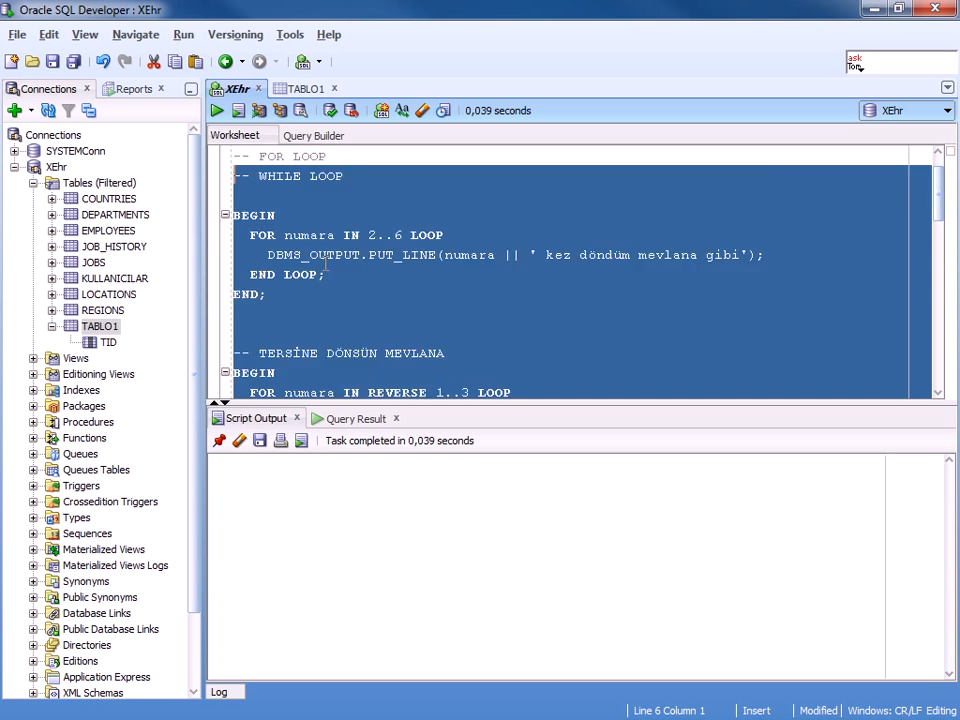 Oracle SQL Developer : XEhr
File Edit View Navigate Run Versioning Tools Help
ask
Tom
Connections Reports
XEhr TABLO1
0,039 seconds
XEhr
Worksheet Query Builder
Connections
SYSTEMConn
XEhr
Tables (Filtered)
COUNTRIES
DEPARTMENTS
EMPLOYEES
JOB_HISTORY
JOBS
KULLANICILAR
LOCATIONS
REGIONS
TABLO1
TID
Views
Editioning Views
Indexes
Packages
Procedures
Functions
Queues
Queues Tables
Triggers
Crossedition Triggers
Types
Sequences
Materialized Views
Materialized Views Logs
Synonyms
Public Synonyms
Database Links
Public Database Links
Directories
Editions
Application Express
XML Schemas
-- FOR LOOP
-- WHILE LOOP
BEGIN
FOR numara IN 2..6 LOOP
DBMS_OUTPUT.PUT_LINE(numara || ' kez döndüm mevlana gibi');
END LOOP;
END;
-- TERSİNE DÖNSÜN MEVLANA
BEGIN
FOR numara IN REVERSE 1..3 LOOP
Script Output Query Result
Task completed in 0,039 seconds
Log
Line 6 Column 1 Insert Modified Windows: CR/LF Editing